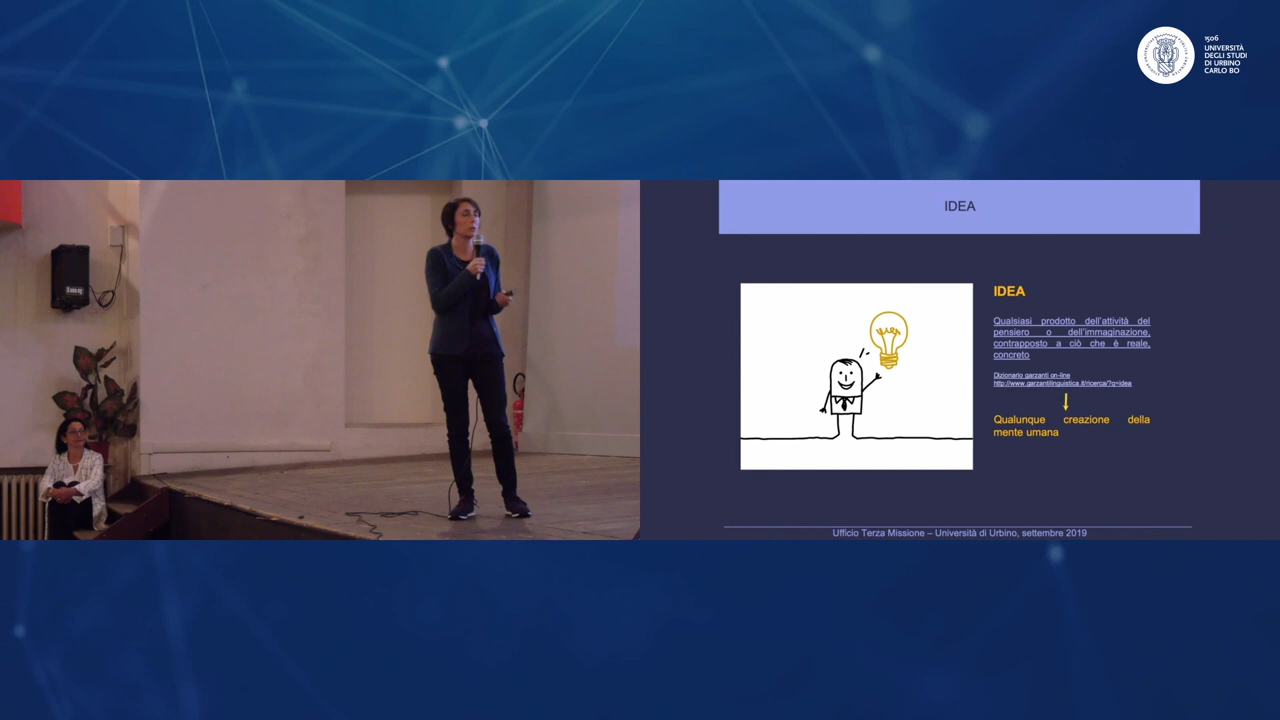 1506
UNIVERSITÀ
DEGLI STUDI
DI URBINO
CARLO BO
IDEA
IDEA
Qualsiasi prodotto dell'attività del
pensiero o dell'immaginazione,
contrapposto a ciò che è reale,
concreto
Dizionario garzanti on-line
http://www.garzantilinguistica.it/ricerca/?q=idea
Qualunque creazione della
mente umana
Ufficio Terza Missione – Università di Urbino, settembre 2019